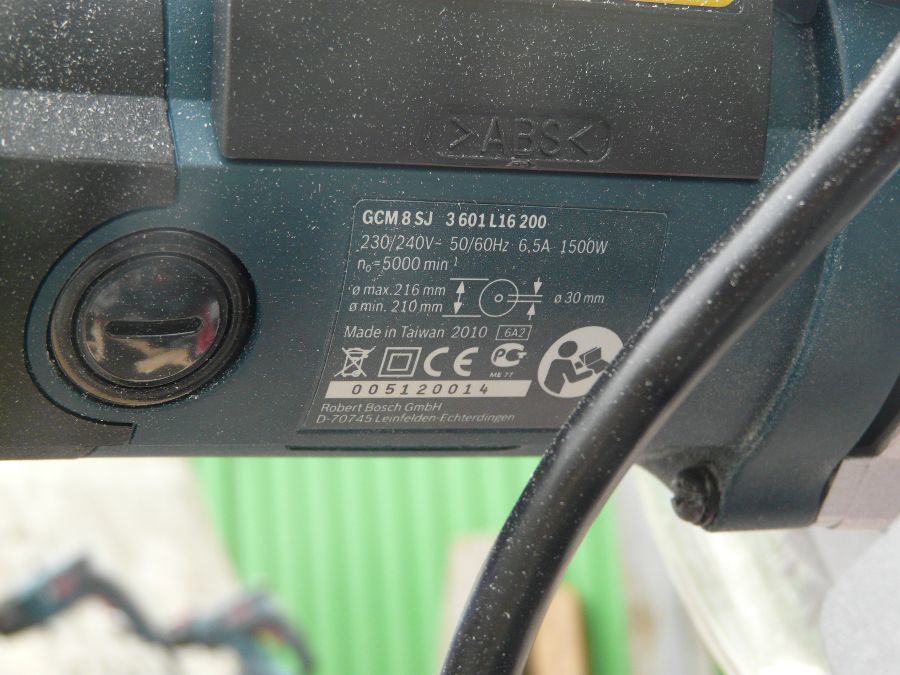 >ABS<
GCM 8 SJ 3 601 L16 200
230/240V~ 50/60Hz 6,5A 1500W
n₀=5000 min⁻¹
ø max.216 mm
ø min. 210 mm
ø 30 mm
Made in Taiwan 2010 6A2
CE
ME 77
005120014
Robert Bosch GmbH
D-70745 Leinfelden-Echterdingen